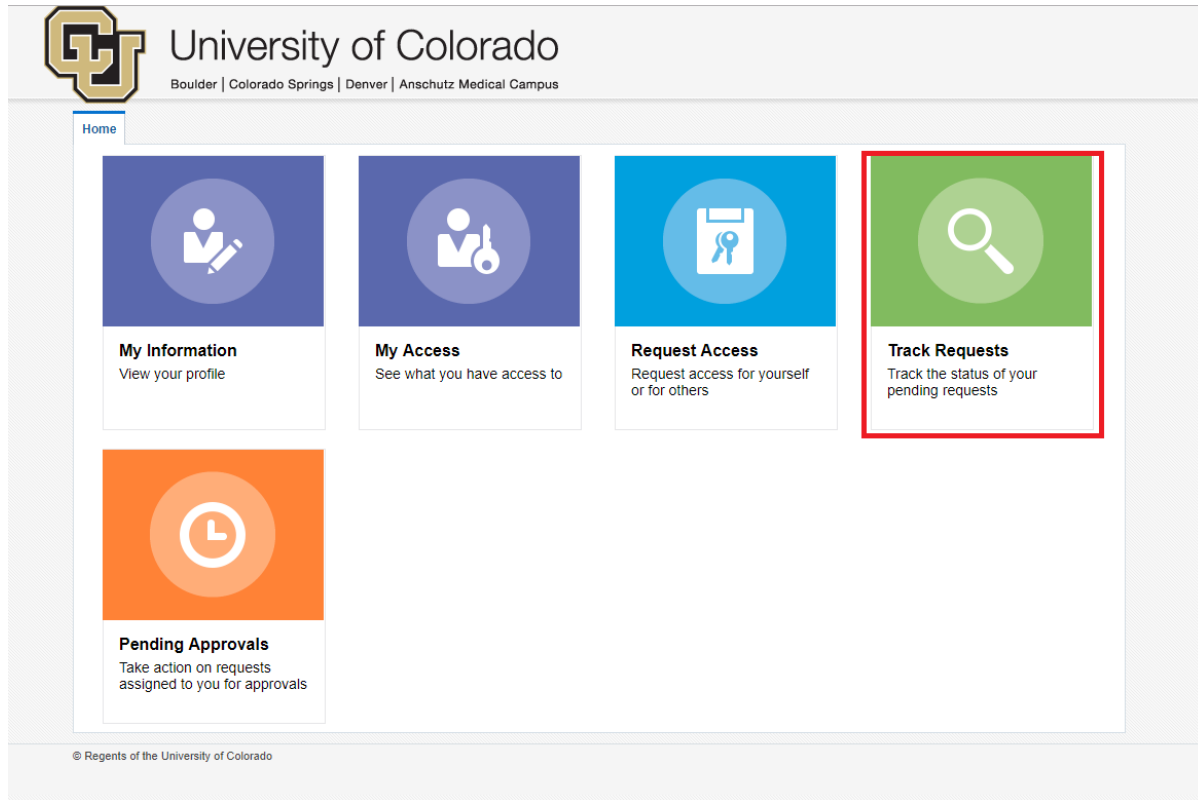 CU
University of Colorado
Boulder | Colorado Springs | Denver | Anschutz Medical Campus
Home
My Information
View your profile
My Access
See what you have access to
Request Access
Request access for yourself
or for others
Track Requests
Track the status of your
pending requests
Pending Approvals
Take action on requests
assigned to you for approvals
© Regents of the University of Colorado